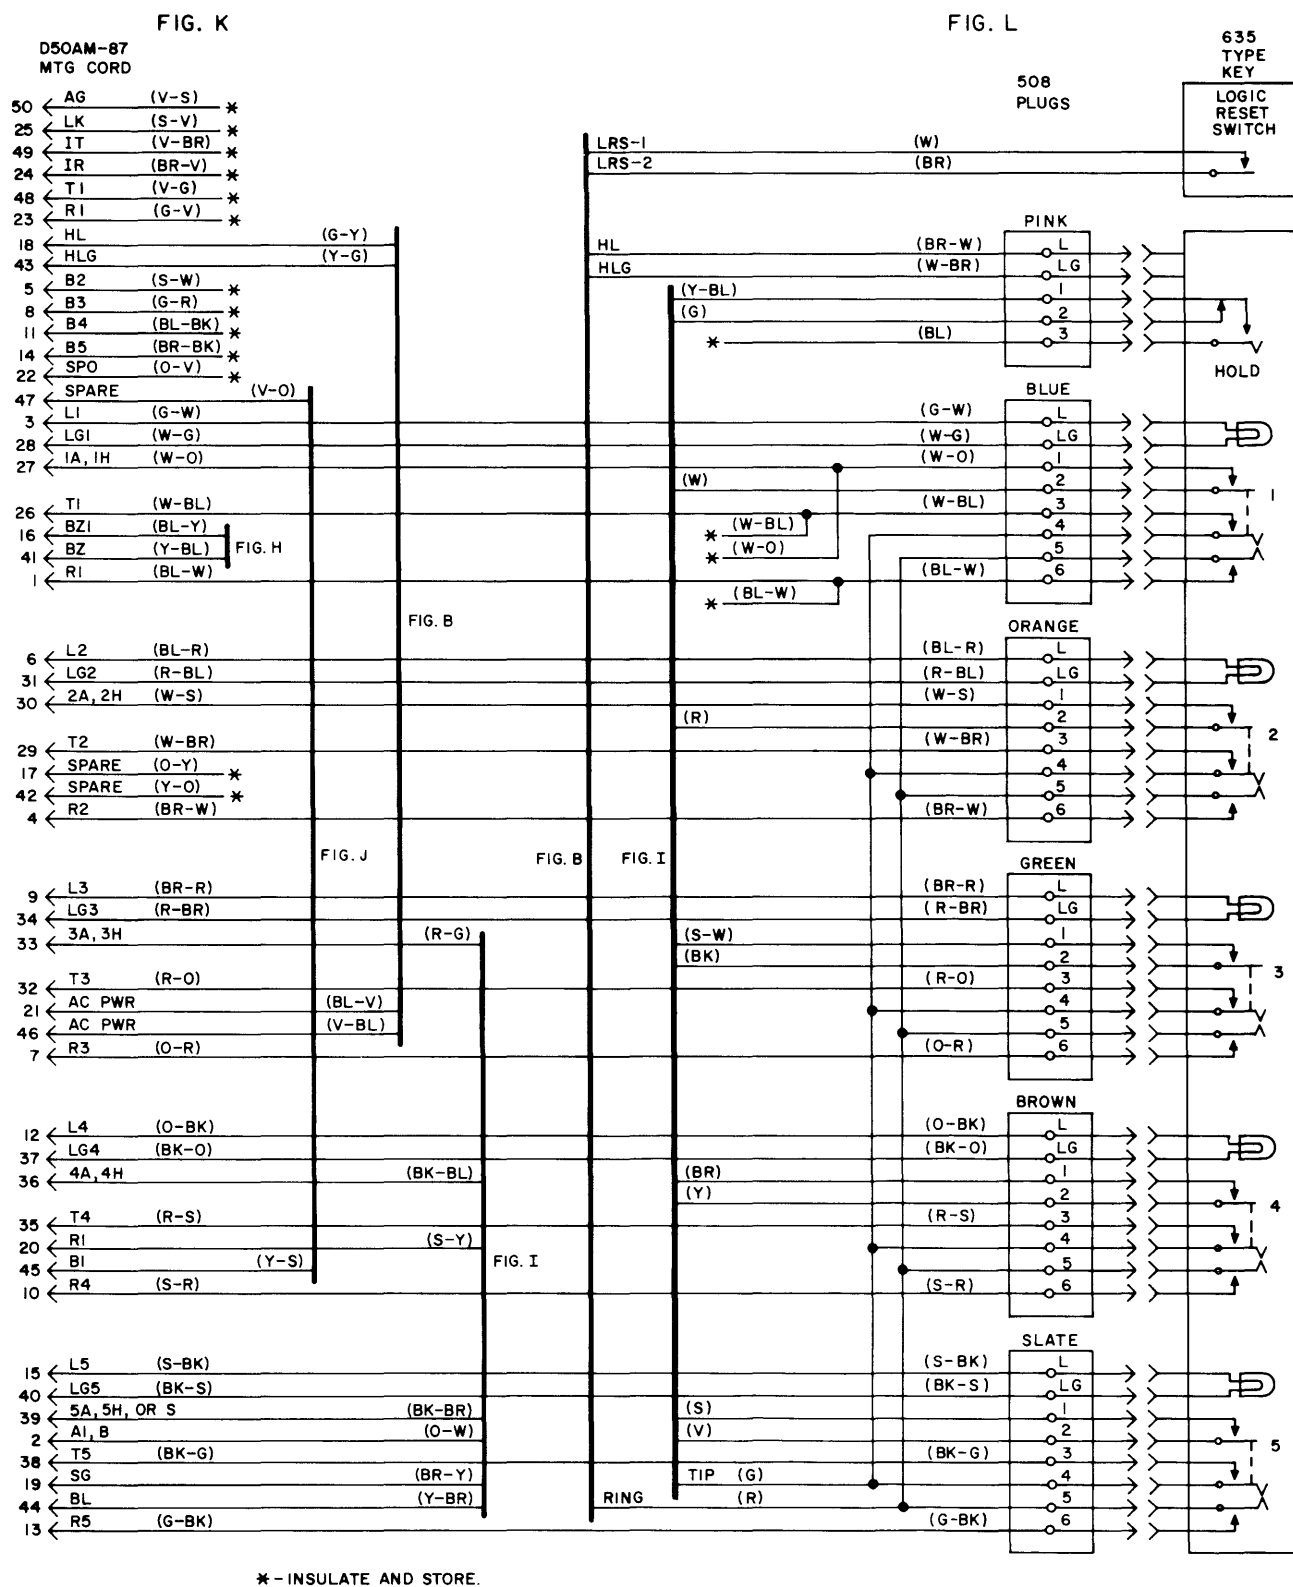 FIG. K
FIG. L
D50AM-87
MTG CORD
508
PLUGS
635
TYPE
KEY
LOGIC
RESET
SWITCH
50 AG (V-S) *
25 LK (S-V) *
49 IT (V-BR) *
24 IR (BR-V) *
48 T1 (V-G) *
23 R1 (G-V) *
LRS-1 (W)
LRS-2 (BR)
PINK
18 HL (G-Y)
43 HLG (Y-G)
HL (BR-W) L
HLG (W-BR) LG
5 B2 (S-W) *
8 B3 (G-R) *
11 B4 (BL-BK) *
14 B5 (BR-BK) *
22 SPO (O-V) *
(Y-BL) 1
(G) 2
* (BL) 3
HOLD
47 SPARE (V-O)
BLUE
3 L1 (G-W) (G-W) L
28 LG1 (W-G) (W-G) LG
27 1A, 1H (W-O) (W-O) 1
(W) 2
1
26 T1 (W-BL) (W-BL) 3
16 BZ1 (BL-Y) * (W-BL) 4
FIG. H
41 BZ (Y-BL) * (W-O) 5
1 R1 (BL-W) (BL-W) 6
* (BL-W)
FIG. B
ORANGE
6 L2 (BL-R) (BL-R) L
31 LG2 (R-BL) (R-BL) LG
30 2A, 2H (W-S) (W-S) 1
(R) 2
2
29 T2 (W-BR) (W-BR) 3
17 SPARE (O-Y) * 4
42 SPARE (Y-O) * 5
4 R2 (BR-W) (BR-W) 6
FIG. J
FIG. B
FIG. I
GREEN
9 L3 (BR-R) (BR-R) L
34 LG3 (R-BR) (R-BR) LG
33 3A, 3H (R-G) (S-W) 1
(BK) 2
3
32 T3 (R-O) (R-O) 3
21 AC PWR (BL-V) 4
46 AC PWR (V-BL) 5
7 R3 (O-R) (O-R) 6
BROWN
12 L4 (O-BK) (O-BK) L
37 LG4 (BK-O) (BK-O) LG
36 4A, 4H (BK-BL) (BR) 1
(Y) 2
4
35 T4 (R-S) (R-S) 3
20 R1 (S-Y) 4
FIG. I
45 B1 (Y-S) 5
10 R4 (S-R) (S-R) 6
SLATE
15 L5 (S-BK) (S-BK) L
40 LG5 (BK-S) (BK-S) LG
39 5A, 5H, OR S (BK-BR) (S) 1
2 A1, B (O-W) (V) 2
5
38 T5 (BK-G) (BK-G) 3
19 SG (BR-Y) TIP (G) 4
44 BL (Y-BR) RING (R) 5
13 R5 (G-BK) (G-BK) 6
* - INSULATE AND STORE.